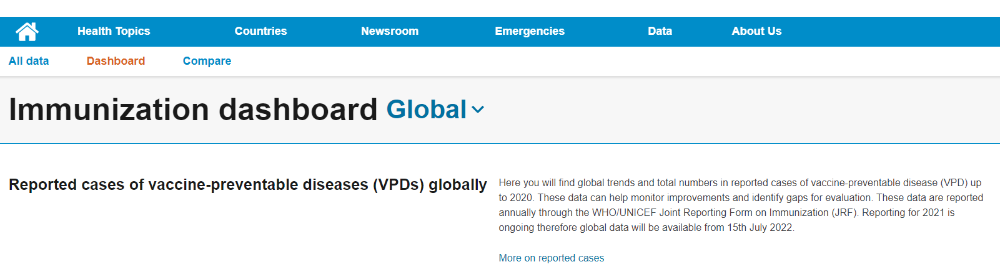 Health Topics Countries Newsroom Emergencies Data About Us
All data Dashboard Compare
Immunization dashboard Global
Reported cases of vaccine-preventable diseases (VPDs) globally
Here you will find global trends and total numbers in reported cases of vaccine-preventable disease (VPD) up
to 2020. These data can help monitor improvements and identify gaps for evaluation. These data are reported
annually through the WHO/UNICEF Joint Reporting Form on Immunization (JRF). Reporting for 2021 is
ongoing therefore global data will be available from 15th July 2022.
More on reported cases